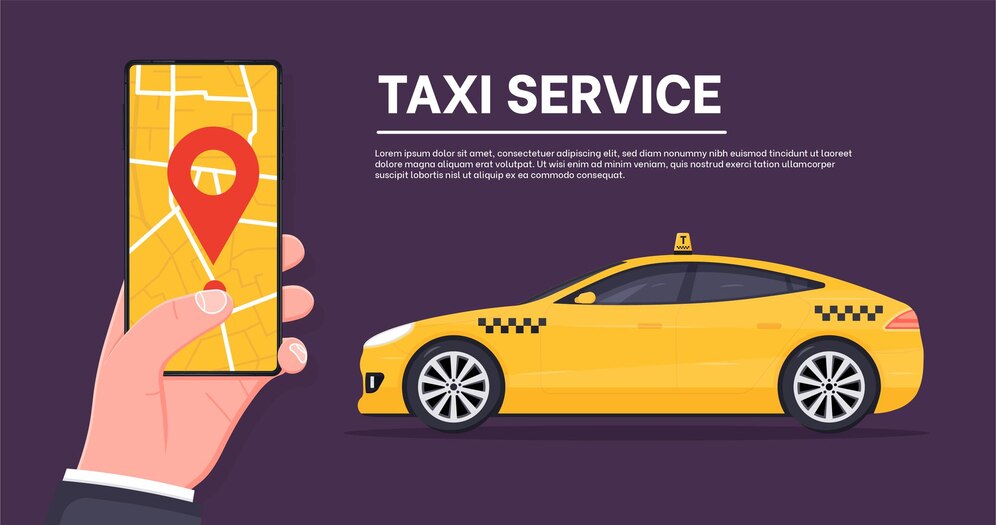 TAXI SERVICE
Lorem ipsum dolor sit amet, consectetuer adipiscing elit, sed diam nonummy nibh euismod tincidunt ut laoreet
dolore magna aliquam erat volutpat. Ut wisi enim ad minim veniam, quis nostrud exerci tation ullamcorper
suscipit lobortis nisl ut aliquip ex ea commodo consequat.
T